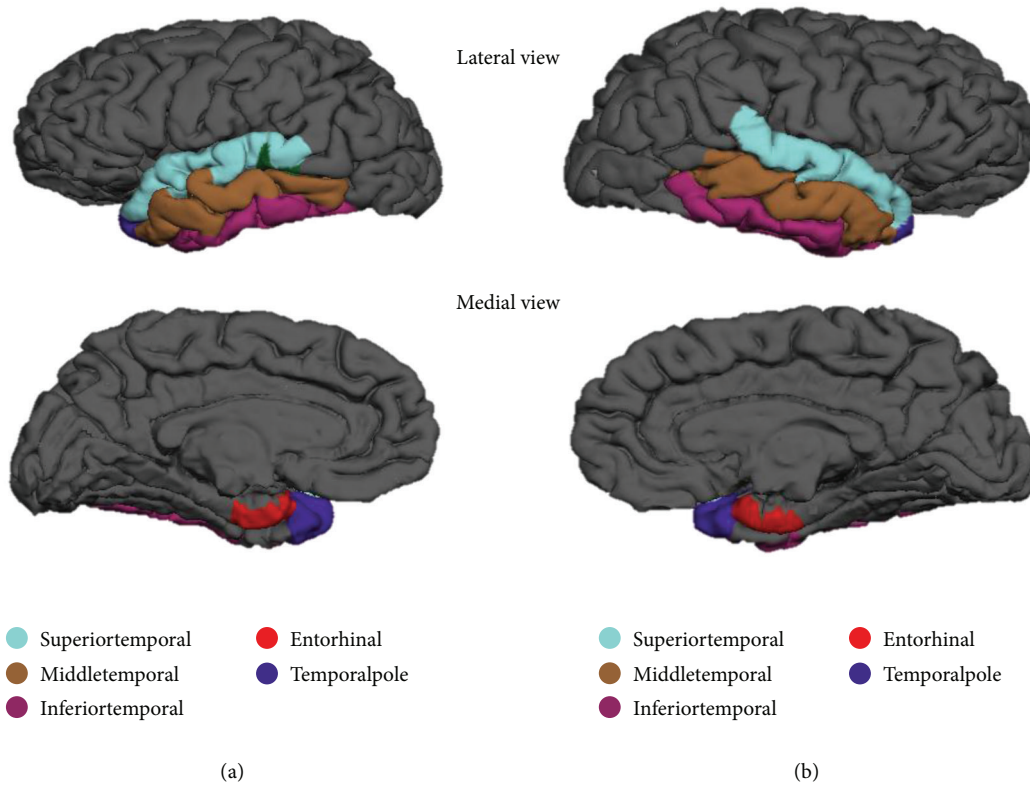 Lateral view
Medial view
Superiortemporal
Middletemporal
Inferiortemporal
Entorhinal
Temporalpole
Superiortemporal
Middletemporal
Inferiortemporal
Entorhinal
Temporalpole
(a)
(b)